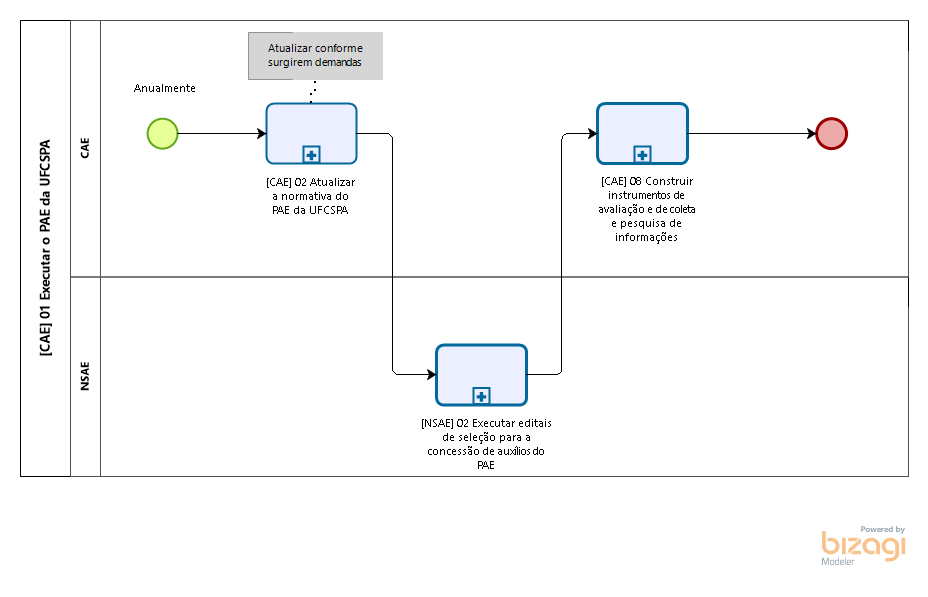 [CAE] 01 Executar o PAE da UFCSPA
CAE
Atualizar conforme
surgirem demandas
Anualmente
[CAE] 02 Atualizar
a normativa do
PAE da UFCSPA
[CAE] 08 Construir
instrumentos de
avaliação e de coleta
e pesquisa de
informações
NSAE
[NSAE] 02 Executar editais
de seleção para a
concessão de auxílios do
PAE
Powered by
bizagi
Modeler